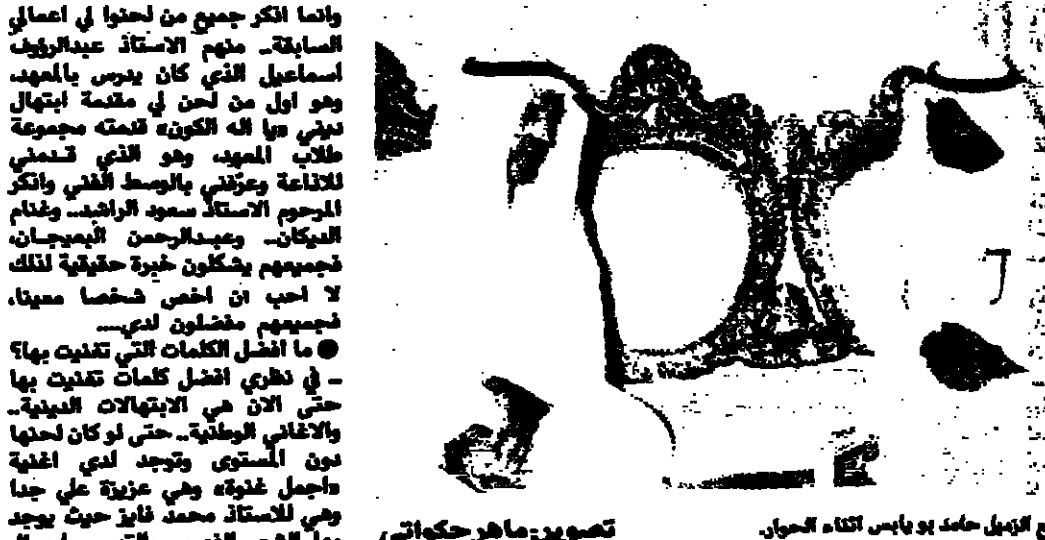 وانما اذكر جميع من لحنوا لي اعمالي
السابقة.. منهم الاستاذ عبدالرؤوف
اسماعيل الذي كان يدرس بالمعهد،
وهو اول من لحن لي مقدمة ابتهال
ديني «يا اله الكون» قدمته مجموعة
طلاب المعهد، وهو الذي قدمني
للاذاعة وعرّفني بالوسط الفني واذكر
المرحوم الاستاذ سعود الراشد.. وغنام
الديكان.. وعبدالرحمن البعيجان،
فجميعهم يشكلون خبرة حقيقية لذلك
لا احب ان اخص شخصا معينا،
فجميعهم مفضلون لدي....
● ما افضل الكلمات التي تغنيت بها؟
ـ في نظري افضل كلمات تغنيت بها
حتى الان هي الابتهالات الدينية..
والاغاني الوطنية.. حتى لو كان لحنها
دون المستوى وتوجد لدي اغنية
«اجمل غنوة» وهي عزيزة علي جدا
وهي للاستاذ محمد فايز حيث يوجد
ع الزميل حامد بو يابس اثناء الحوار.
تصوير: ماهر حكواتي